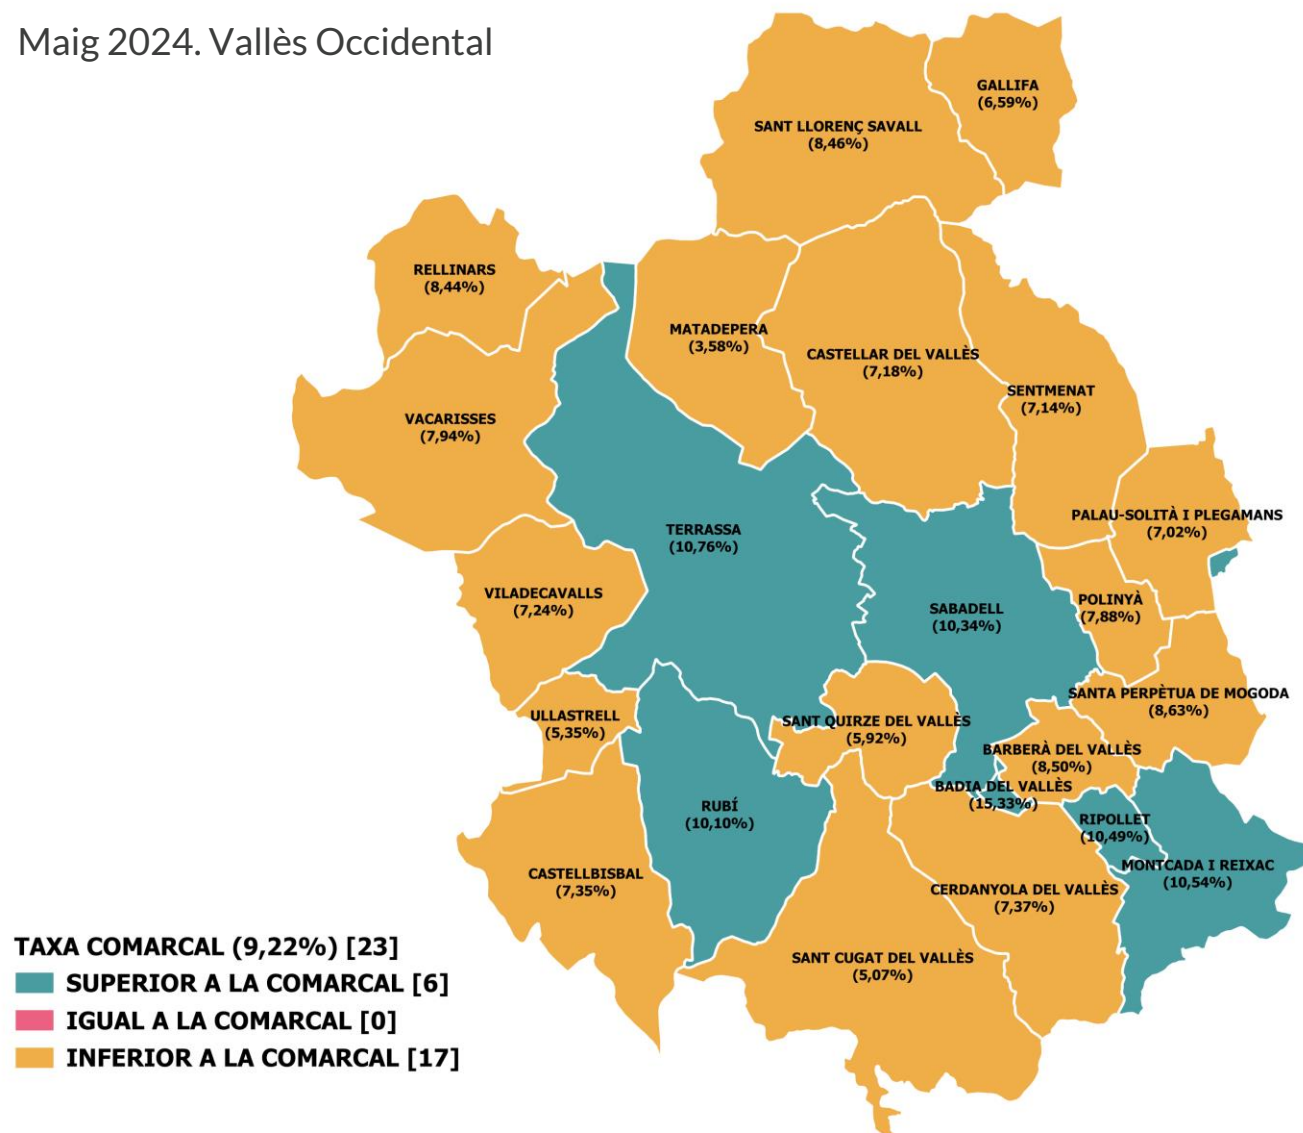 Maig 2024. Vallès Occidental
GALLIFA
(6,59%)
SANT LLORENÇ SAVALL
(8,46%)
RELLINARS
(8,44%)
MATADEPERA
(3,58%)
CASTELLAR DEL VALLÈS
(7,18%)
SENTMENAT
(7,14%)
VACARISSES
(7,94%)
PALAU-SOLITÀ I PLEGAMANS
(7,02%)
TERRASSA
(10,76%)
VILADECAVALLS
(7,24%)
POLINYÀ
(7,88%)
SABADELL
(10,34%)
SANTA PERPÈTUA DE MOGODA
(8,63%)
ULLASTRELL
(5,35%)
SANT QUIRZE DEL VALLÈS
(5,92%)
BARBERÀ DEL VALLÈS
(8,50%)
BADIA DEL VALLÈS
(15,33%)
RUBÍ
(10,10%)
RIPOLLET
(10,49%)
MONTCADA I REIXAC
(10,54%)
CASTELLBISBAL
(7,35%)
CERDANYOLA DEL VALLÈS
(7,37%)
SANT CUGAT DEL VALLÈS
(5,07%)
TAXA COMARCAL (9,22%) [23]
SUPERIOR A LA COMARCAL [6]
IGUAL A LA COMARCAL [0]
INFERIOR A LA COMARCAL [17]